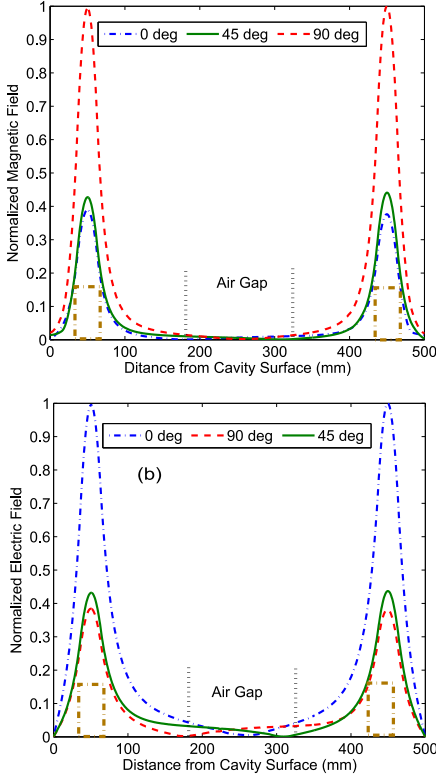 Normalized Magnetic Field
1
0.9
0.8
0.7
0.6
0.5
0.4
0.3
0.2
0.1
0
0 deg 45 deg 90 deg
Air Gap
0 100 200 300 400 500
Ditance from Cavity Surface (mm)
Normalized Electric Field
1
0.9
0.8
0.7
0.6
0.5
0.4
0.3
0.2
0.1
0
0 deg 90 deg 45 deg
(b)
Air Gap
0 100 200 300 400 500
Distance from Cavity Surface (mm)